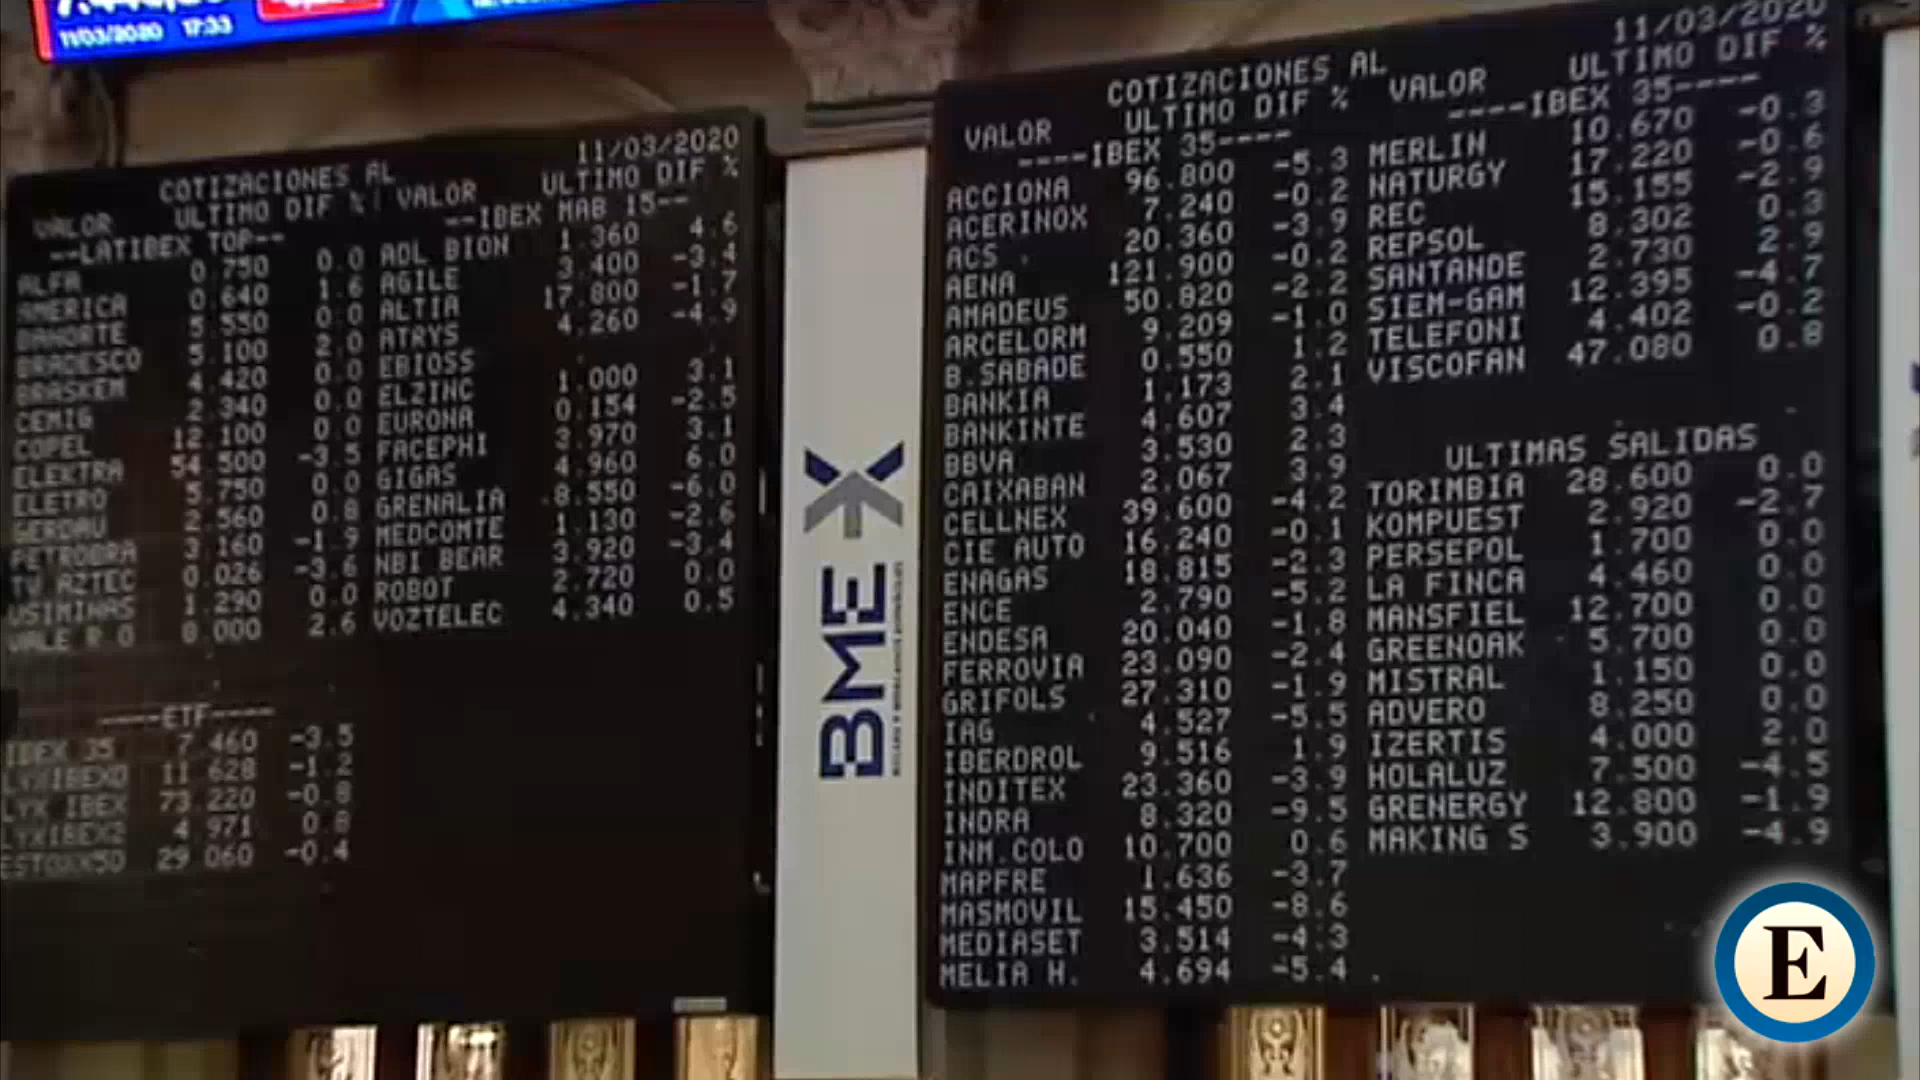 11/03/2020 17:33
11/03/2020
COTIZACIONES AL
VALOR ULTIMO DIF %
--LATIBEX TOP--
ALFA 0.750 0.0
AMERICA 0.640 1.6
BANORTE 5.550 0.0
BRADESCO 5.100 2.0
BRASKEM 4.420 0.0
CEMIG 2.340 0.0
COPEL 12.100 0.0
ELEKTRA 54.500 -3.5
ELETRO 5.750 0.0
GERDAU 2.560 0.8
PETROBRA 3.160 -1.9
TV AZTEC 0.026 -3.6
USIMINAS 1.290 0.0
VALE R O 8.000 2.6
----ETF----
IBEX 35 7.460 -3.5
LYXIBEXD 11.628 -1.2
LYX IBEX 73.220 -0.8
LYXIBEX2 4.971 0.8
ESTOXX50 29.060 -0.4
VALOR ULTIMO DIF %
--IBEX MAB 15--
ADL BION 1.360 4.6
AGILE 3.400 -3.4
ALTIA 17.800 -1.7
ATRYS 4.260 -4.9
EBIOSS
ELZINC 1.000 3.1
EURONA 0.154 -2.5
FACEPHI 3.970 3.1
GIGAS 4.960 6.0
GRENALIA 8.550 -6.0
MEDCOMTE 1.130 -2.6
NBI BEAR 3.920 -3.4
ROBOT 2.720 0.0
VOZTELEC 4.340 0.5
BME X
11/03/2020
COTIZACIONES AL
VALOR ULTIMO DIF %
----IBEX 35----
ACCIONA 96.800 -5.3
ACERINOX 7.240 -0.2
ACS 20.360 -3.9
AENA 121.900 -0.2
AMADEUS 50.820 -2.2
ARCELORM 9.209 -1.0
B.SABADE 0.550 1.2
BANKIA 1.173 2.1
BANKINTE 4.607 3.4
BBVA 3.530 2.3
CAIXABAN 2.067 3.9
CELLNEX 39.600 -4.2
CIE AUTO 16.240 -0.1
ENAGAS 18.815 -2.3
ENCE 2.790 -5.2
ENDESA 20.040 -1.8
FERROVIA 23.090 -2.4
GRIFOLS 27.310 -1.9
IAG 4.527 -5.5
IBERDROL 9.516 1.9
INDITEX 23.360 -3.9
INDRA 8.320 -9.5
INM.COLO 10.700 0.6
MAPFRE 1.636 -3.7
MASMOVIL 15.450 -8.6
MEDIASET 3.514 -4.3
MELIA H. 4.694 -5.4
VALOR ULTIMO DIF %
----IBEX 35----
MERLIN 10.670 -0.3
NATURGY 17.220 -0.6
REC 15.155 -2.9
REPSOL 8.302 0.3
SANTANDE 2.730 2.9
SIEM-GAM 12.395 -4.7
TELEFONI 4.402 -0.2
VISCOFAN 47.080 0.8
ULTIMAS SALIDAS
TORIMBIA 28.600 0.0
KOMPUEST 2.920 -2.7
PERSEPOL 1.700 0.0
LA FINCA 4.460 0.0
MANSFIEL 12.700 0.0
GREENOAK 5.700 0.0
MISTRAL 1.150 0.0
ADVERO 8.250 0.0
IZERTIS 4.000 2.0
HOLALUZ 7.500 -4.5
GRENERGY 12.800 -1.9
MAKING S 3.900 -4.9
E